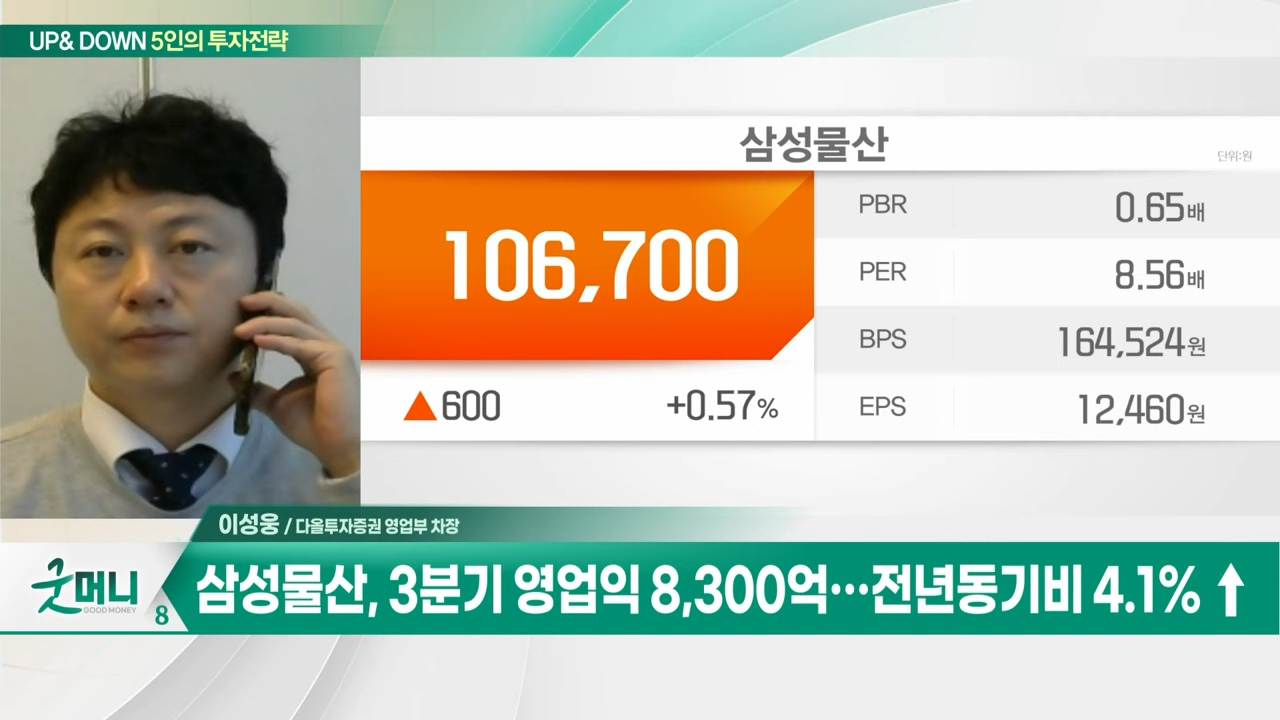 UP& DOWN 5인의 투자전략
삼성물산
단위:원
106,700
▲600 +0.57%
PBR 0.65배
PER 8.56배
BPS 164,524원
EPS 12,460원
이성웅 / 다올투자증권 영업부 차장
굿머니
GOOD MONEY
8
삼성물산, 3분기 영업익 8,300억…전년동기비 4.1% ↑